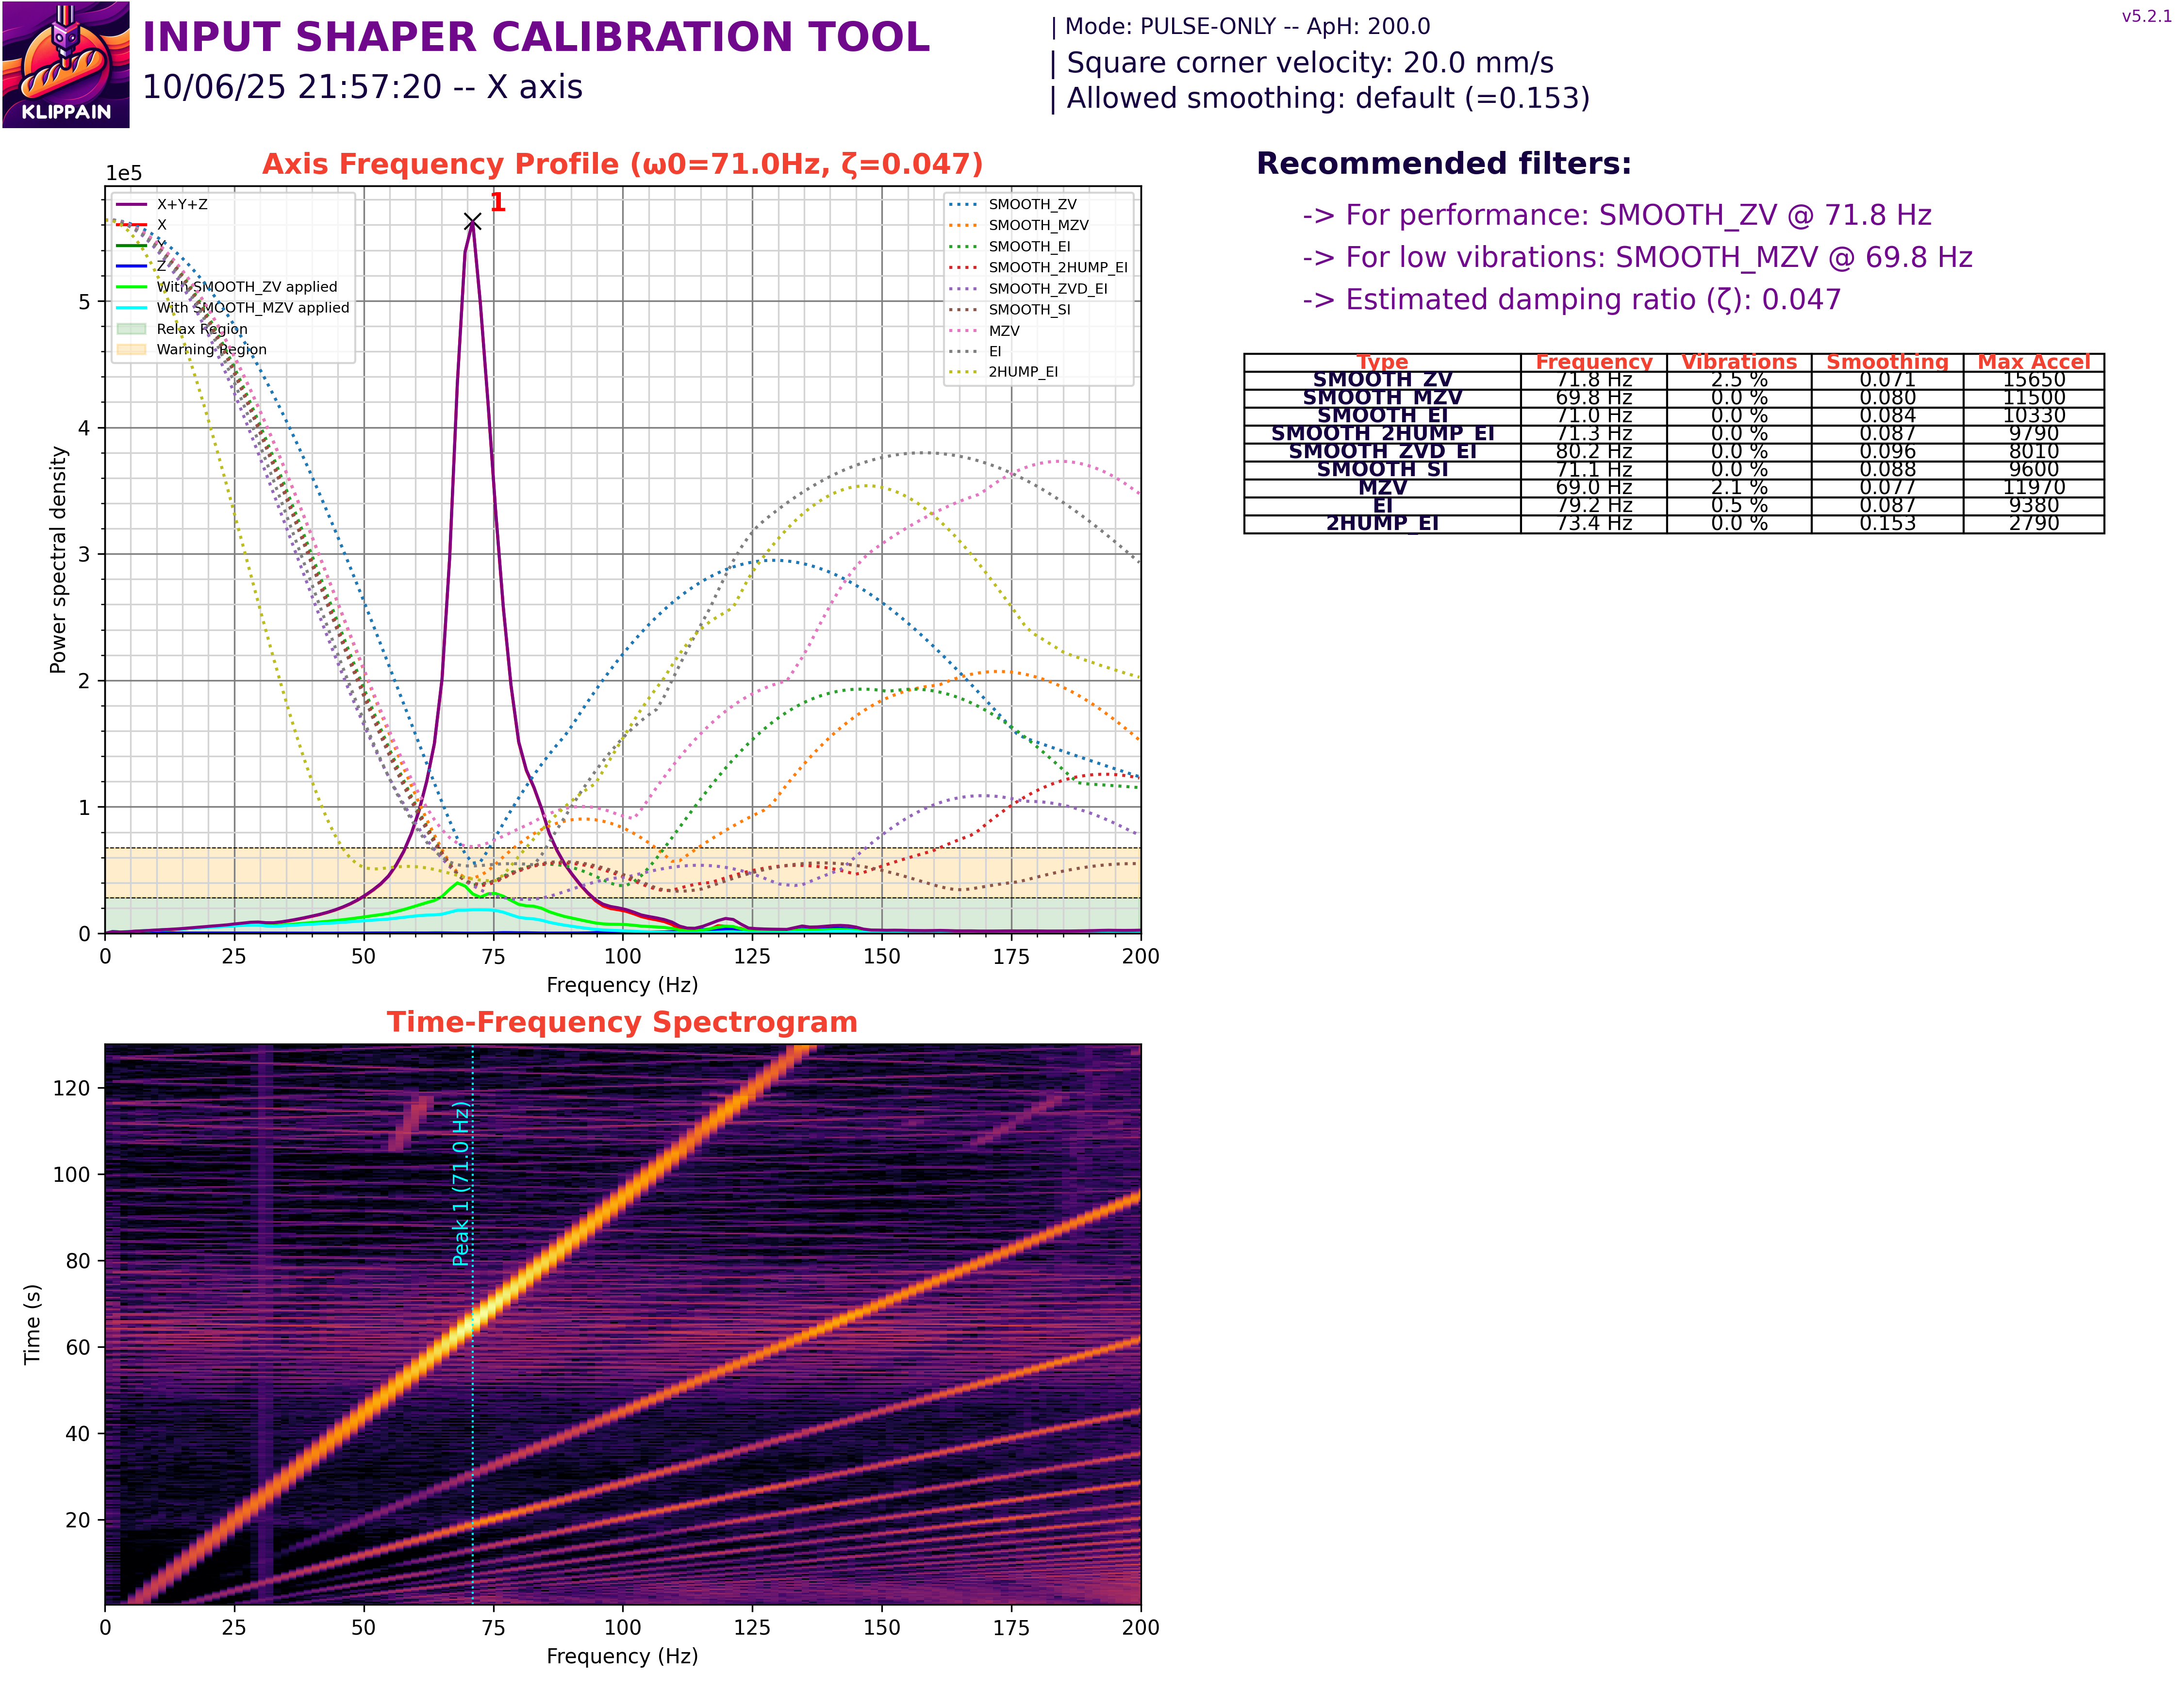 KLIPPAIN
INPUT SHAPER CALIBRATION TOOL
10/06/25 21:57:20 -- X axis
| Mode: PULSE-ONLY -- ApH: 200.0
| Square corner velocity: 20.0 mm/s
| Allowed smoothing: default (=0.153)
v5.2.1
Axis Frequency Profile (ω0=71.0Hz, ζ=0.047)
1e5
X+Y+Z
X
Y
Z
With SMOOTH_ZV applied
With SMOOTH_MZV applied
Relax Region
Warning Region
1
SMOOTH_ZV
SMOOTH_MZV
SMOOTH_EI
SMOOTH_2HUMP_EI
SMOOTH_ZVD_EI
SMOOTH_SI
MZV
EI
2HUMP_EI
Power spectral density
5
4
3
2
1
0
0 25 50 75 100 125 150 175 200
Frequency (Hz)
Recommended filters:
-> For performance: SMOOTH_ZV @ 71.8 Hz
-> For low vibrations: SMOOTH_MZV @ 69.8 Hz
-> Estimated damping ratio (ζ): 0.047
Type Frequency Vibrations Smoothing Max Accel
SMOOTH_ZV 71.8 Hz 2.5 % 0.071 15650
SMOOTH_MZV 69.8 Hz 0.0 % 0.080 11500
SMOOTH_EI 71.0 Hz 0.0 % 0.084 10330
SMOOTH_2HUMP_EI 71.3 Hz 0.0 % 0.087 9790
SMOOTH_ZVD_EI 80.2 Hz 0.0 % 0.096 8010
SMOOTH_SI 71.1 Hz 0.0 % 0.088 9600
MZV 69.0 Hz 2.1 % 0.077 11970
EI 79.2 Hz 0.5 % 0.087 9380
2HUMP_EI 73.4 Hz 0.0 % 0.153 2790
Time-Frequency Spectrogram
Time (s)
120
100
80
60
40
20
Peak 1 (71.0 Hz)
0 25 50 75 100 125 150 175 200
Frequency (Hz)